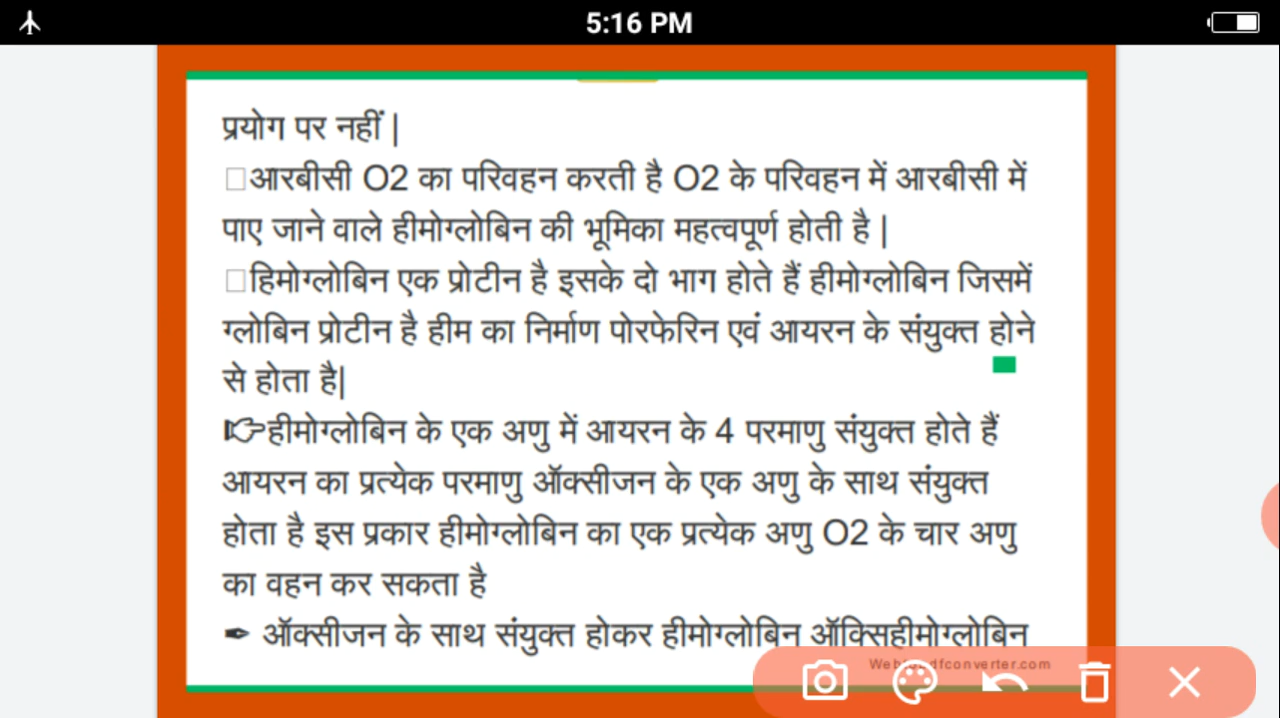 5:16 PM
प्रयोग पर नहीं |
आरबीसी O2 का परिवहन करती है O2 के परिवहन में आरबीसी में
पाए जाने वाले हीमोग्लोबिन की भूमिका महत्वपूर्ण होती है |
हिमोग्लोबिन एक प्रोटीन है इसके दो भाग होते हैं हीमोग्लोबिन जिसमें
ग्लोबिन प्रोटीन है हीम का निर्माण पोरफेरिन एवं आयरन के संयुक्त होने
से होता है|
हीमोग्लोबिन के एक अणु में आयरन के 4 परमाणु संयुक्त होते हैं
आयरन का प्रत्येक परमाणु ऑक्सीजन के एक अणु के साथ संयुक्त
होता है इस प्रकार हीमोग्लोबिन का एक प्रत्येक अणु O2 के चार अणु
का वहन कर सकता है
✒ ऑक्सीजन के साथ संयुक्त होकर हीमोग्लोबिन ऑक्सिहीमोग्लोबिन